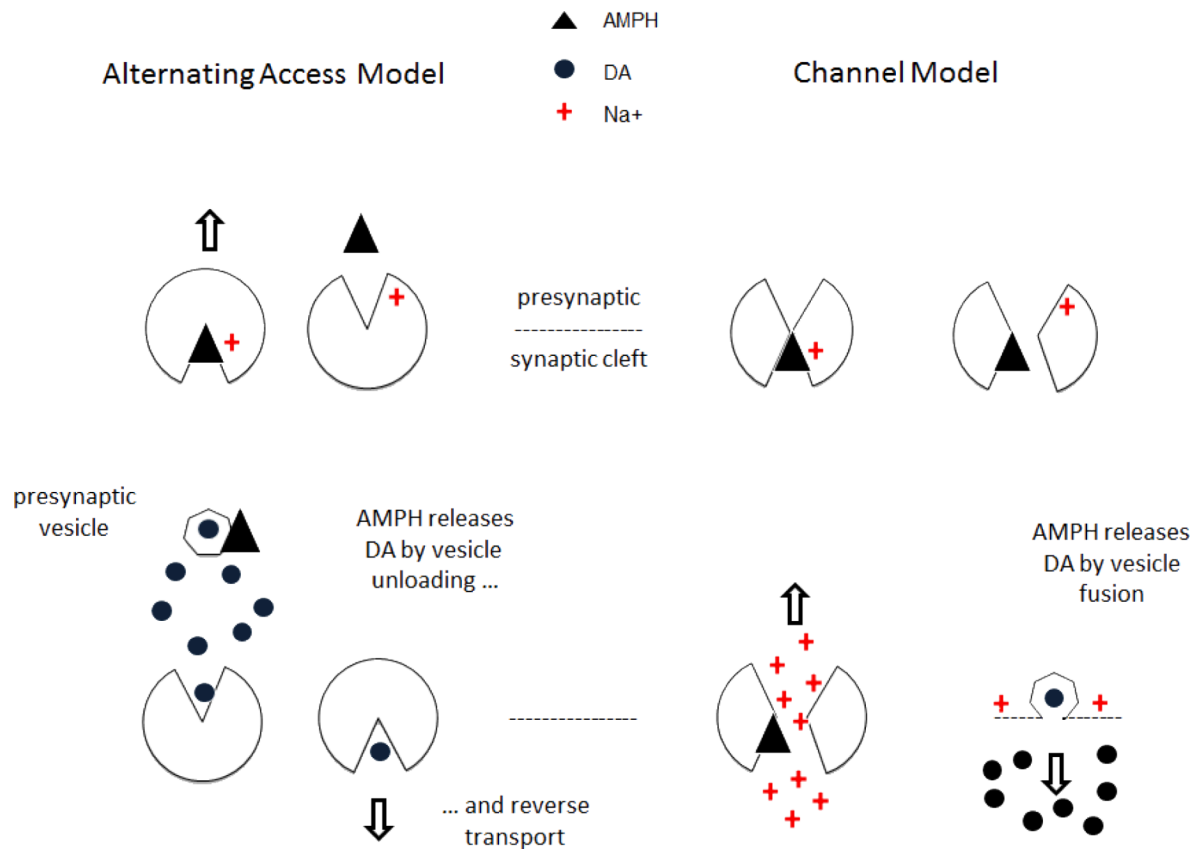 AMPH
Alternating Access Model
DA
Channel Model
Na+
presynaptic
synaptic cleft
presynaptic
vesicle
AMPH releases
DA by vesicle
unloading ...
AMPH releases
DA by vesicle
fusion
... and reverse
transport